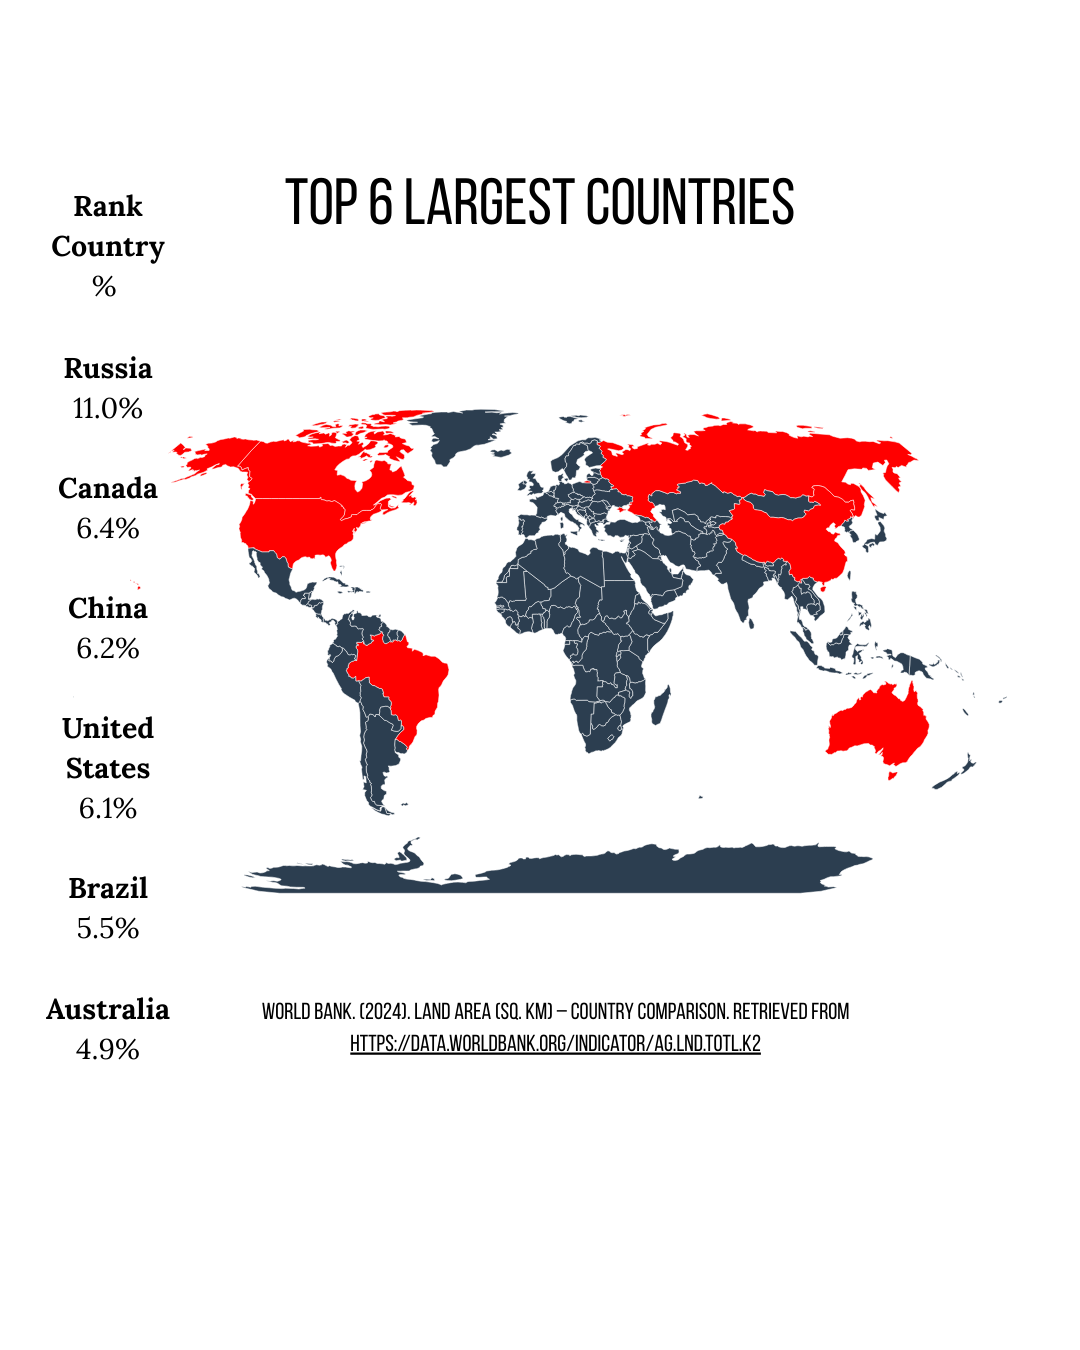 TOP 6 LARGEST COUNTRIES
Rank
Country
%
Russia
11.0%
Canada
6.4%
China
6.2%
United
States
6.1%
Brazil
5.5%
Australia
4.9%
WORLD BANK. (2024). LAND AREA (SQ. KM) – COUNTRY COMPARISON. RETRIEVED FROM
HTTPS://DATA.WORLDBANK.ORG/INDICATOR/AG.LND.TOTL.K2